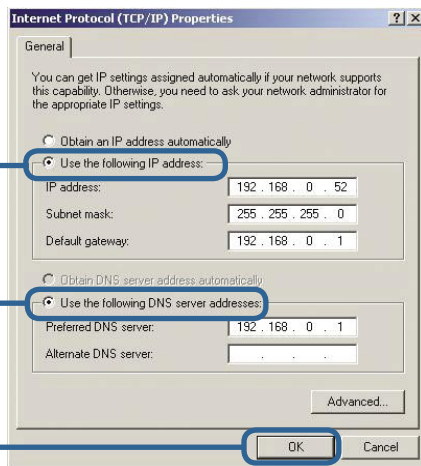 Internet Protocol (TCP/IP) Properties
General
You can get IP settings assigned automatically if your network supports
this capability. Otherwise, you need to ask your network administrator for
the appropriate IP settings.
Obtain an IP address automatically
Use the following IP address:
IP address: 192 . 168 . 0 . 52
Subnet mask: 255 . 255 . 255 . 0
Default gateway: 192 . 168 . 0 . 1
Obtain DNS server address automatically
Use the following DNS server addresses:
Preferred DNS server: 192 . 168 . 0 . 1
Alternate DNS server: . . .
Advanced...
OK Cancel